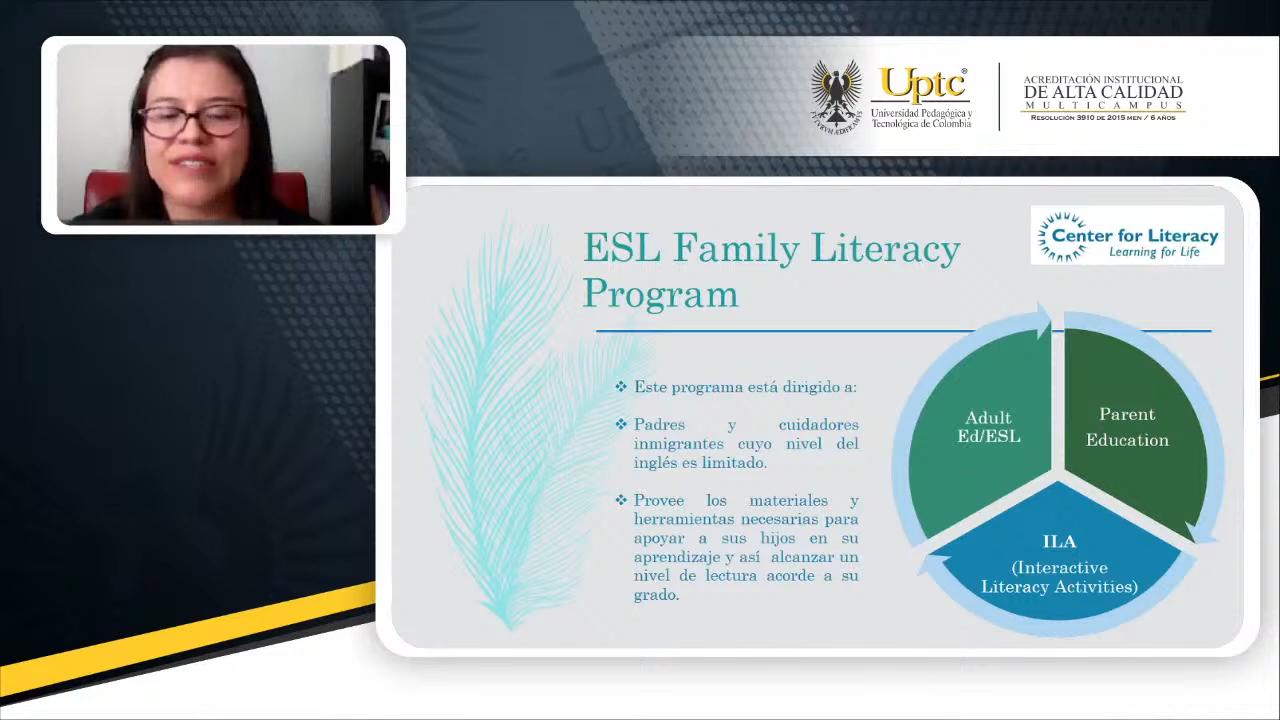 Uptc®
Universidad Pedagógica y
Tecnológica de Colombia
ACREDITACIÓN INSTITUCIONAL
DE ALTA CALIDAD
MULTICAMPUS
RESOLUCIÓN 3910 DE 2015 MEN / 6 AÑOS
Center for Literacy
Learning for Life
ESL Family Literacy
Program
❖ Este programa está dirigido a:
❖ Padres y cuidadores
inmigrantes cuyo nivel del
inglés es limitado.
❖ Provee los materiales y
herramientas necesarias para
apoyar a sus hijos en su
aprendizaje y así alcanzar un
nivel de lectura acorde a su
grado.
Adult
Ed/ESL
Parent
Education
ILA
(Interactive
Literacy Activities)